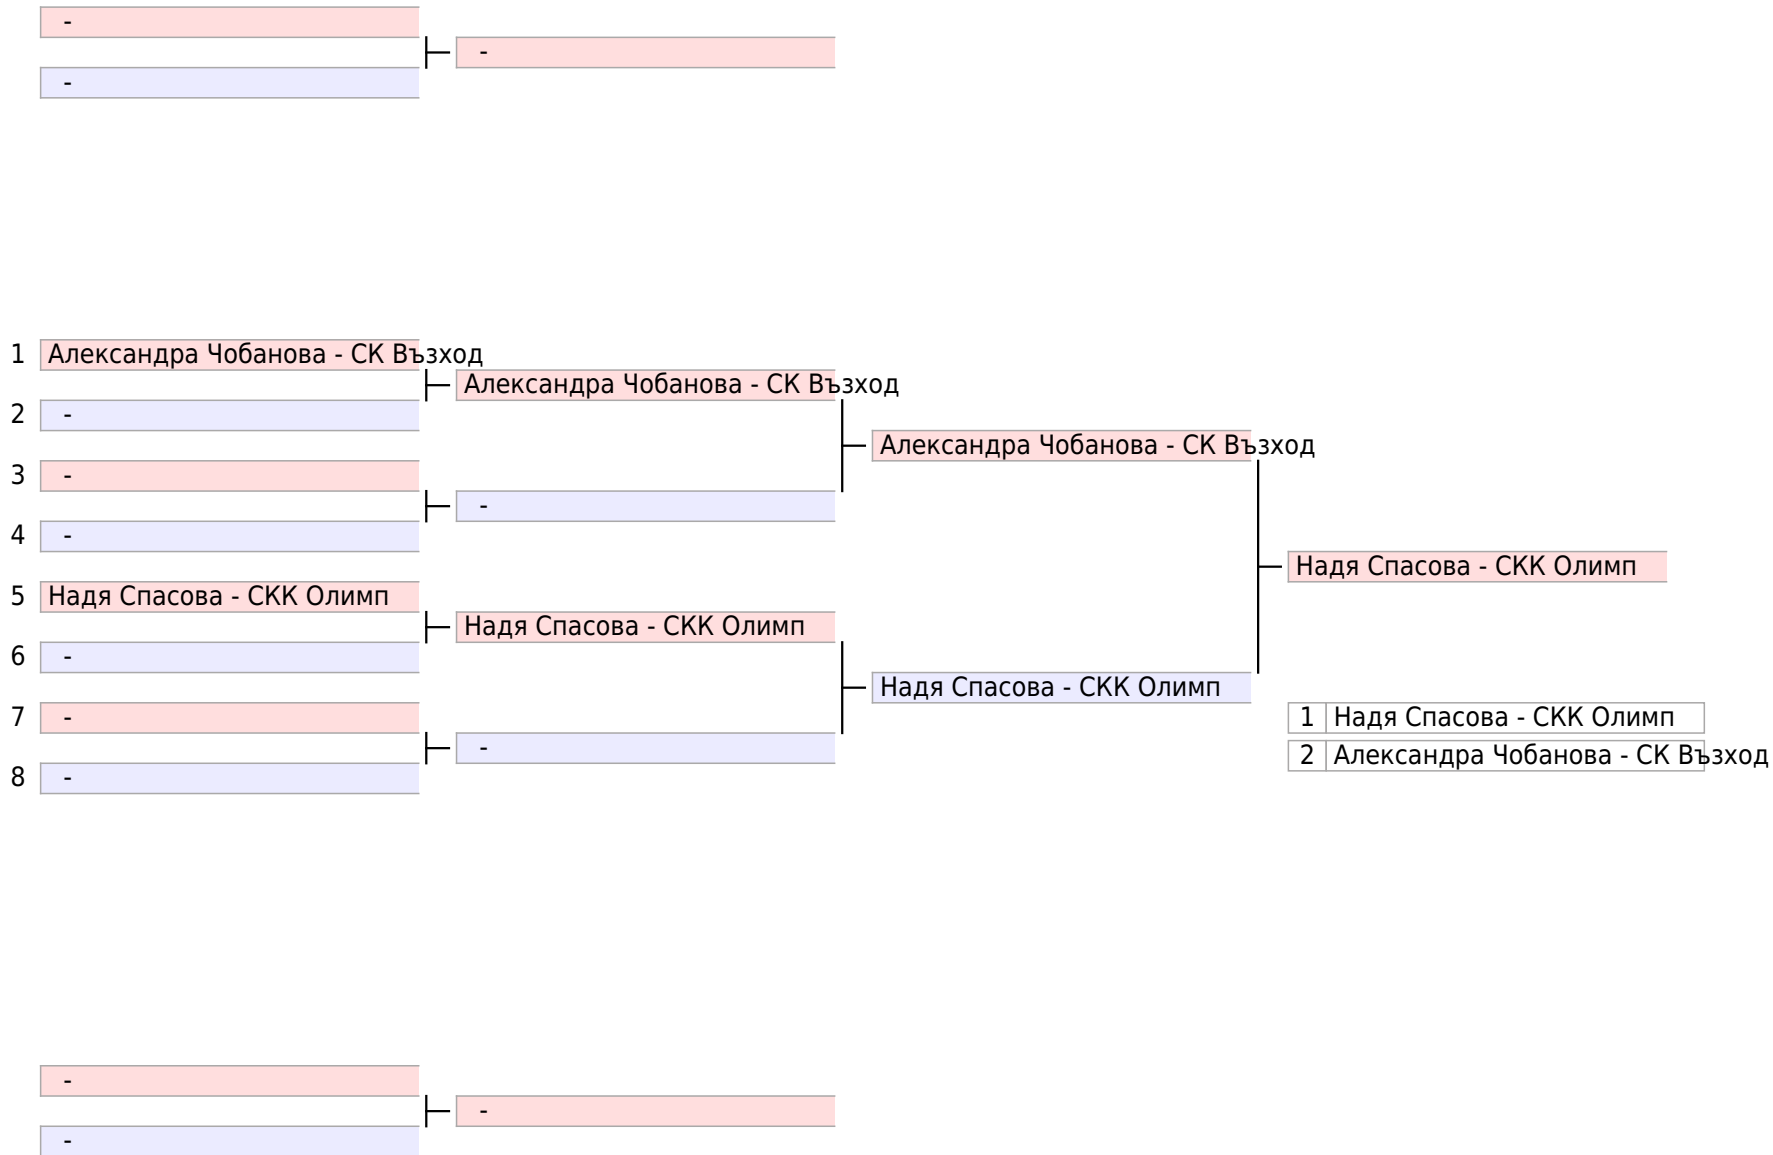 -
-
-
1 Александра Чобанова - СК Възход
Александра Чобанова - СК Възход
2 -
Александра Чобанова - СК Възход
3 -
-
4 -
Надя Спасова - СКК Олимп
5 Надя Спасова - СКК Олимп
Надя Спасова - СКК Олимп
6 -
Надя Спасова - СКК Олимп
7 -
1 Надя Спасова - СКК Олимп
-
2 Александра Чобанова - СК Възход
8 -
-
-
-